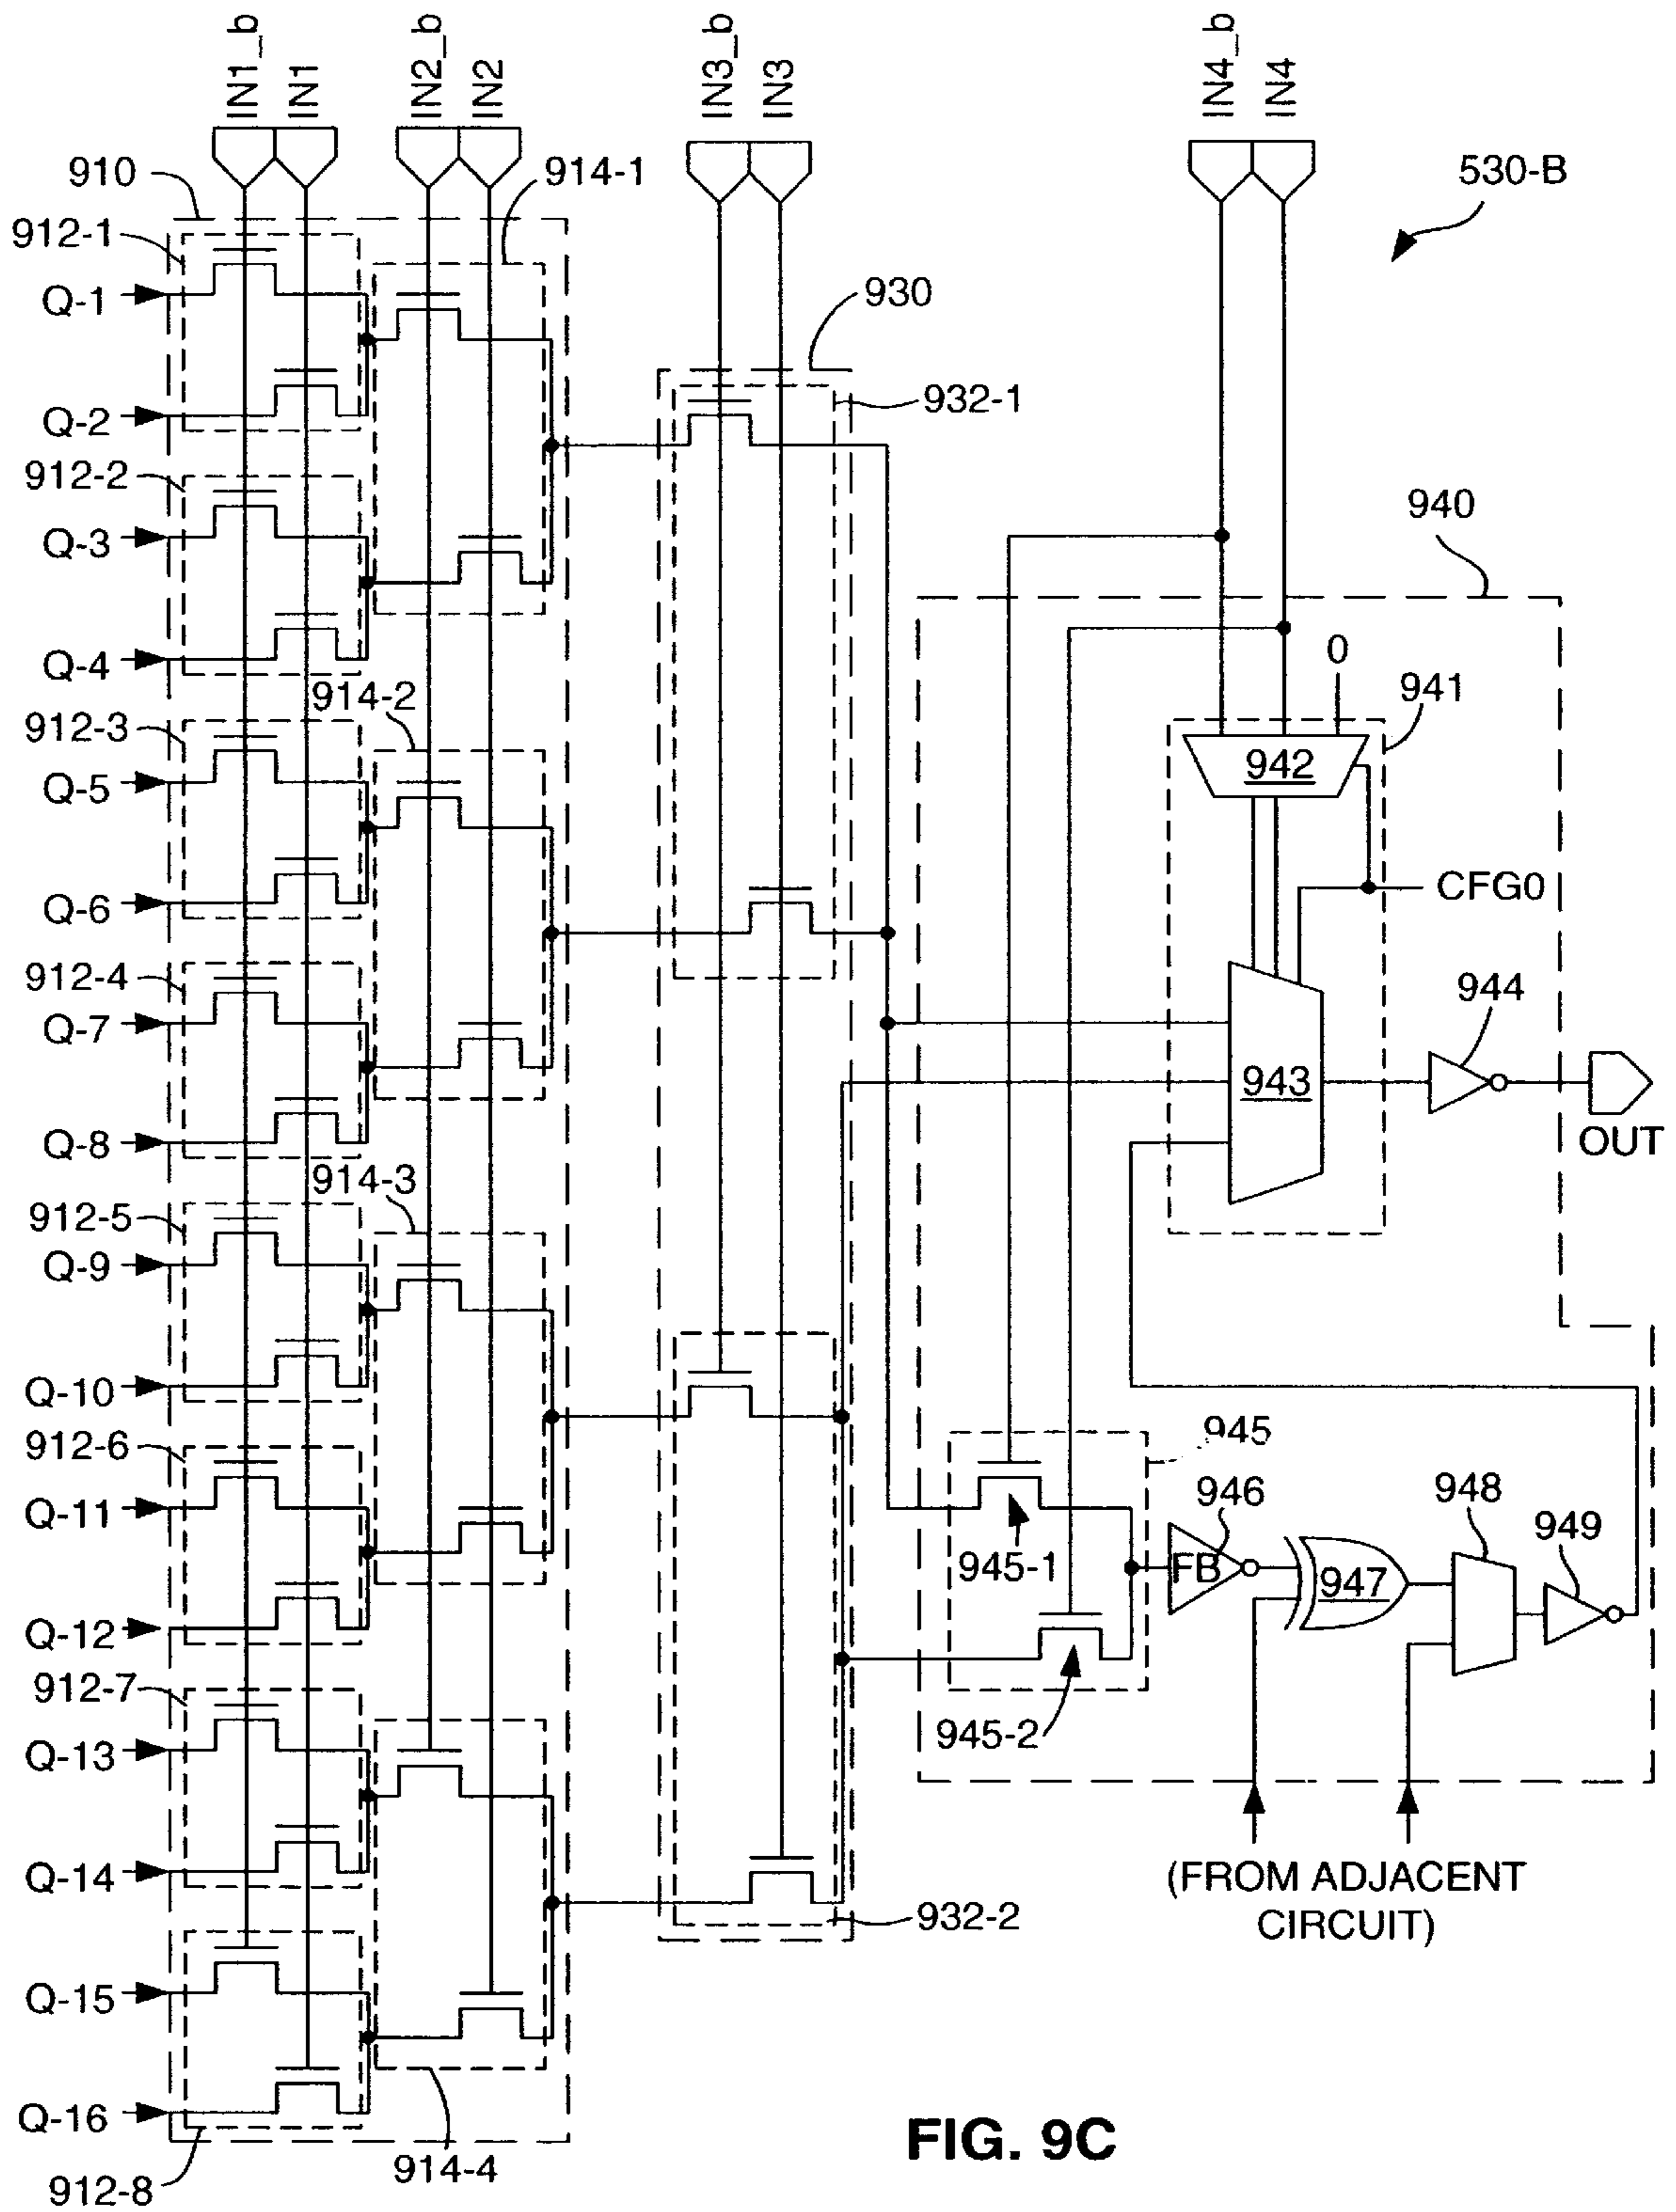 IN1_b
IN1
IN2_b
IN2
IN3_b
IN3
IN4_b
IN4
910
914-1
530-B
912-1
Q-1
930
Q-2
932-1
912-2
940
Q-3
0
Q-4
914-2
941
912-3
942
Q-5
CFG0
Q-6
912-4
944
Q-7
943
Q-8
OUT
914-3
912-5
Q-9
Q-10
945
912-6
946
948
949
Q-11
945-1
FB
947
Q-12
912-7
945-2
Q-13
Q-14
(FROM ADJACENT
CIRCUIT)
932-2
Q-15
Q-16
914-4
912-8
FIG. 9C